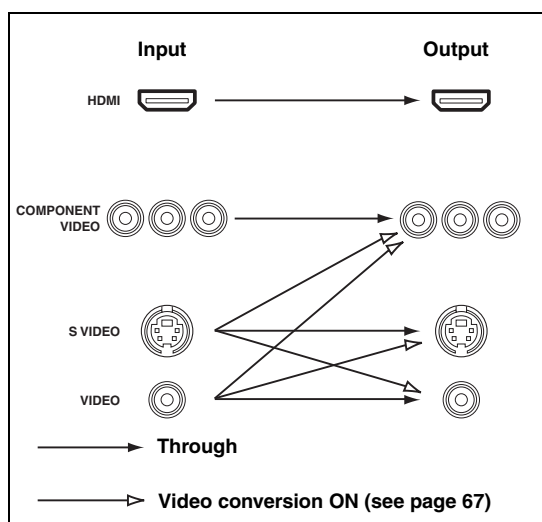 Input Output
HDMI
COMPONENT
VIDEO
S VIDEO
VIDEO
Through
Video conversion ON (see page 67)